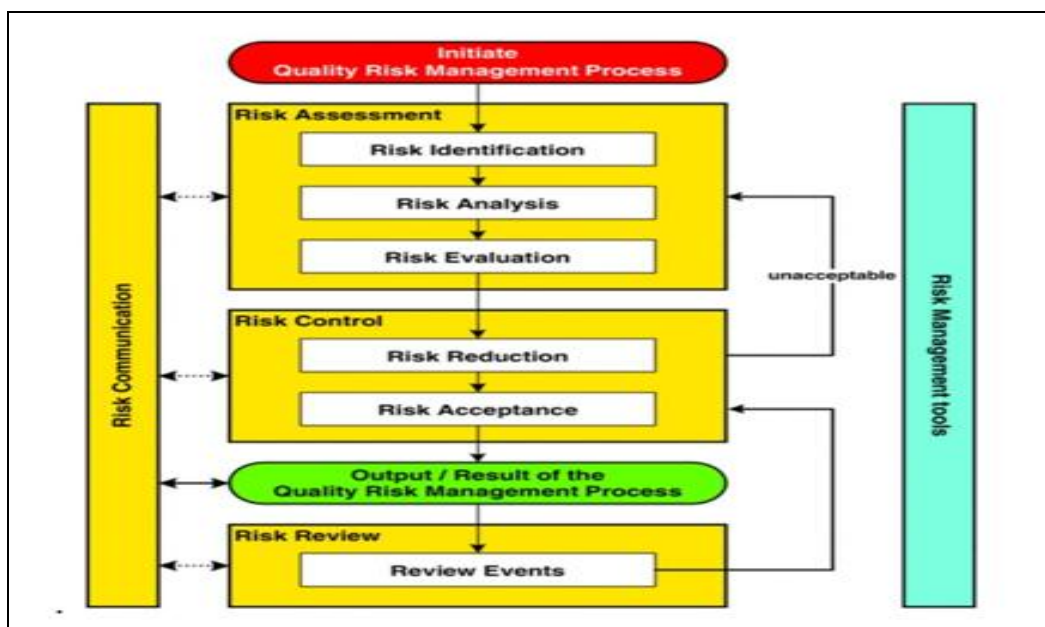 Initiate
Quality Risk Management Process
Risk Assessment
Risk Identification
Risk Analysis
Risk Evaluation
unacceptable
Risk Control
Risk Reduction
Risk Acceptance
Output / Result of the
Quality Risk Management Process
Risk Review
Review Events
Risk Communication
Risk Management tools